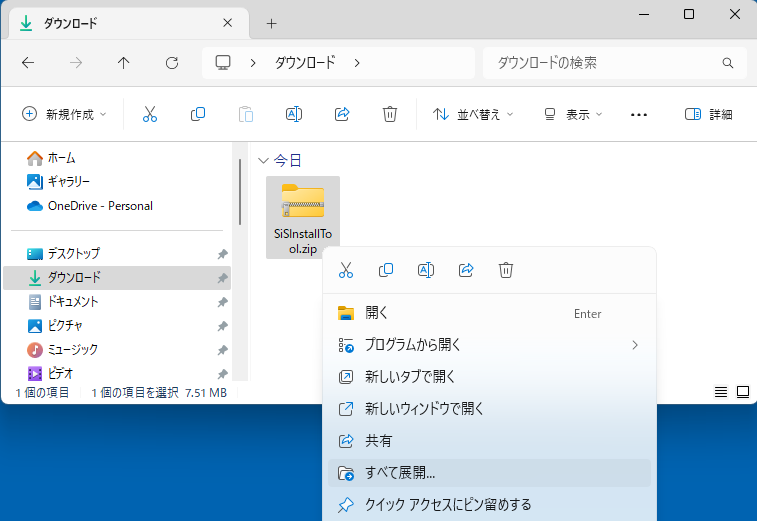 ダウンロード
ダウンロード
ダウンロードの検索
新規作成
並べ替え
表示
詳細
ホーム
ギャラリー
OneDrive - Personal
デスクトップ
ダウンロード
ドキュメント
ピクチャ
ミュージック
ビデオ
今日
SiSInstallTo
ol.zip
開く Enter
プログラムから開く
新しいタブで開く
新しいウィンドウで開く
共有
すべて展開...
クイック アクセスにピン留めする
1 個の項目 1 個の項目を選択 7.51 MB